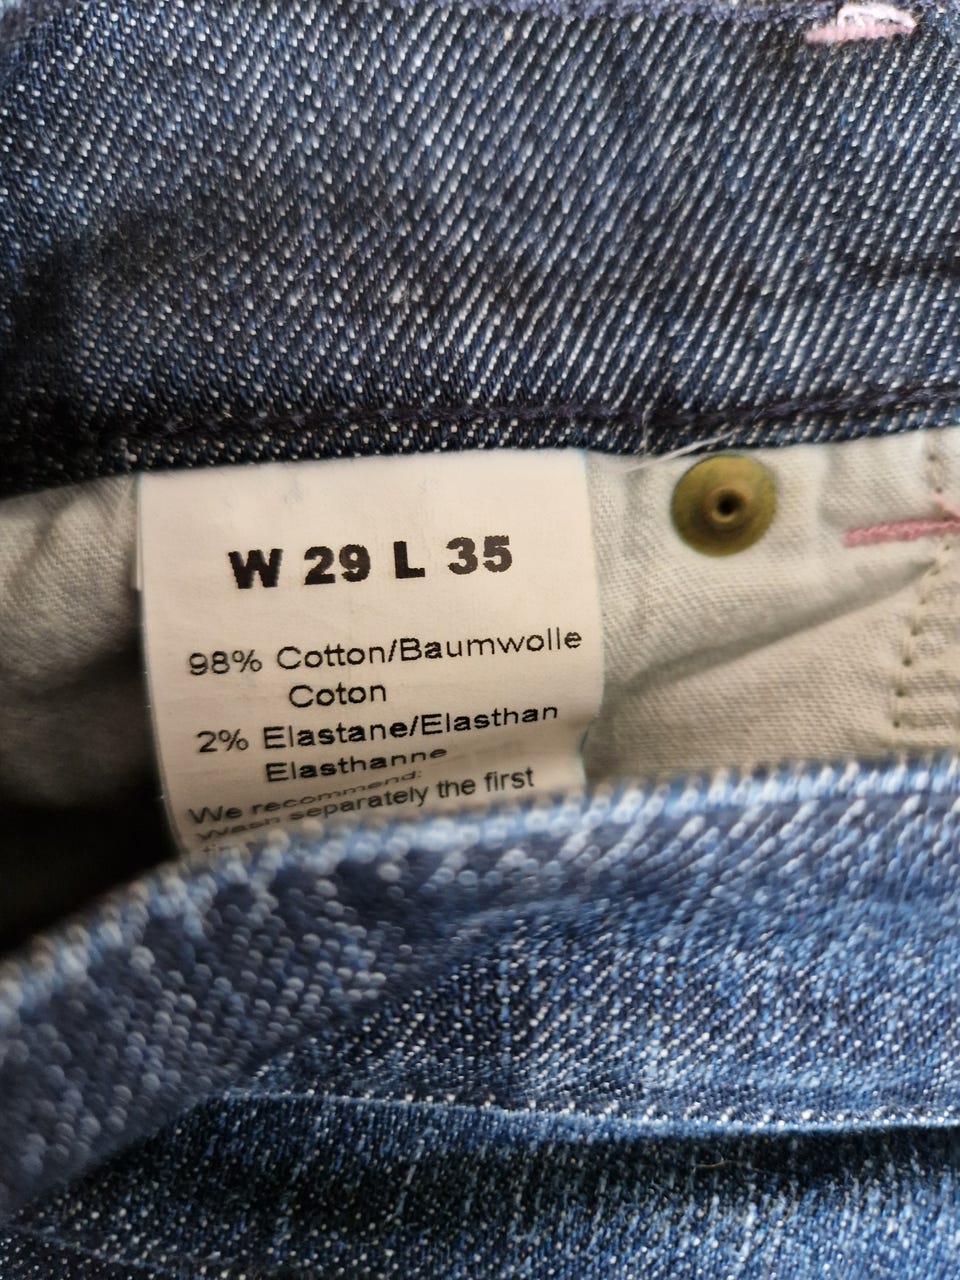 W 29 L 35
98% Cotton/Baumwolle
Coton
2% Elastane/Elasthan
Elasthanne
We recommend:
Wash separately the first